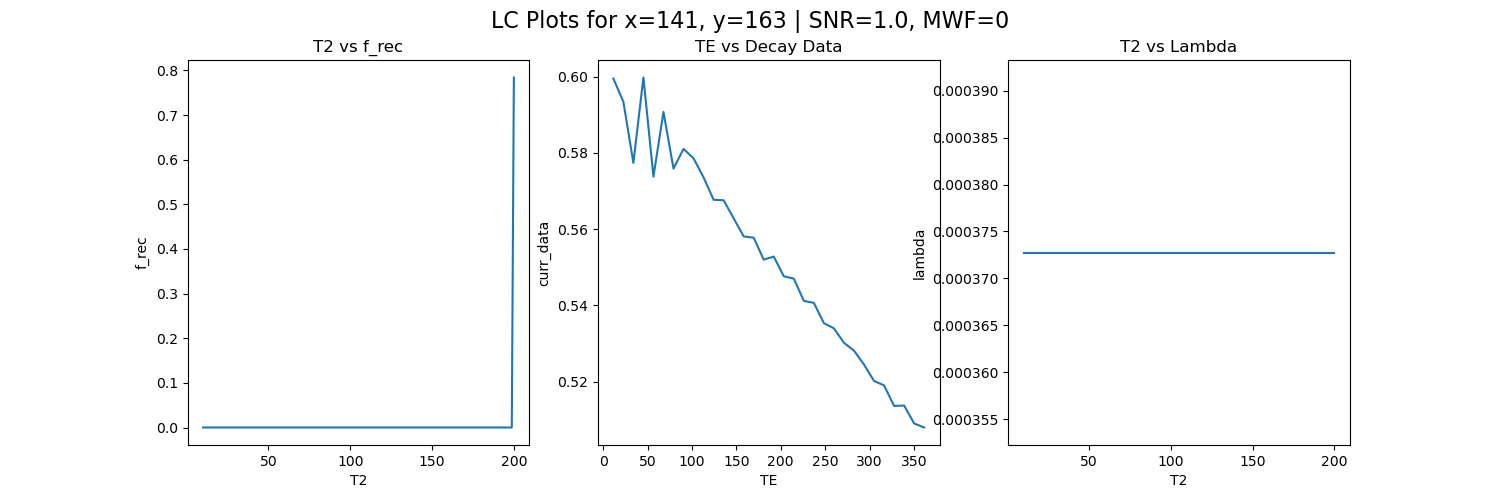 LC Plots for x=141, y=163 | SNR=1.0, MWF=0
T2 vs f_rec
0.8
0.7
0.6
0.5
0.4
0.3
0.2
0.1
0.0
f_rec
50 100 150 200
T2
TE vs Decay Data
0.60
0.58
0.56
0.54
0.52
curr_data
0 50 100 150 200 250 300 350
TE
T2 vs Lambda
0.000390
0.000385
0.000380
0.000375
0.000370
0.000365
0.000360
0.000355
lambda
50 100 150 200
T2